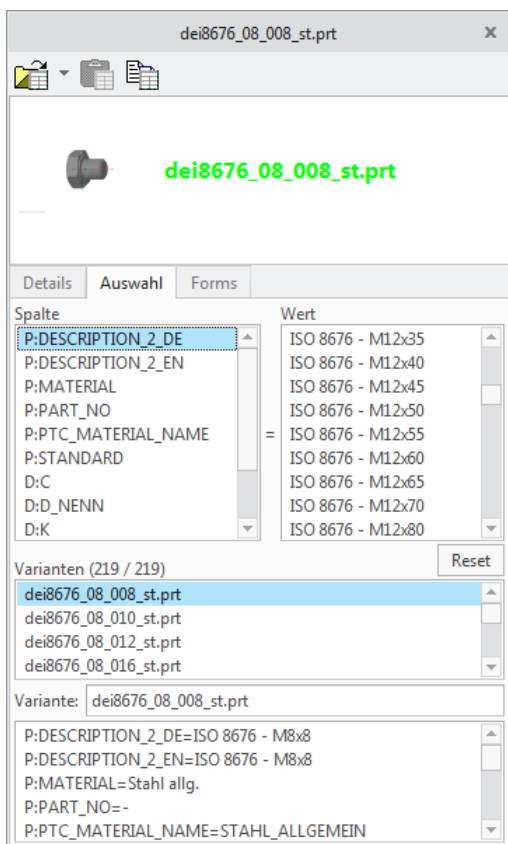 dei8676_08_008_st.prt x
dei8676_08_008_st.prt
Details Auswahl Forms
Spalte Wert
P:DESCRIPTION_2_DE ISO 8676 - M12x35
P:DESCRIPTION_2_EN ISO 8676 - M12x40
P:MATERIAL ISO 8676 - M12x45
P:PART_NO ISO 8676 - M12x50
P:PTC_MATERIAL_NAME = ISO 8676 - M12x55
P:STANDARD ISO 8676 - M12x60
D:C ISO 8676 - M12x65
D:D_NENN ISO 8676 - M12x70
D:K ISO 8676 - M12x80
Varianten (219 / 219) Reset
dei8676_08_008_st.prt
dei8676_08_010_st.prt
dei8676_08_012_st.prt
dei8676_08_016_st.prt
Variante: dei8676_08_008_st.prt
P:DESCRIPTION_2_DE=ISO 8676 - M8x8
P:DESCRIPTION_2_EN=ISO 8676 - M8x8
P:MATERIAL=Stahl allg.
P:PART_NO=-
P:PTC_MATERIAL_NAME=STAHL_ALLGEMEIN